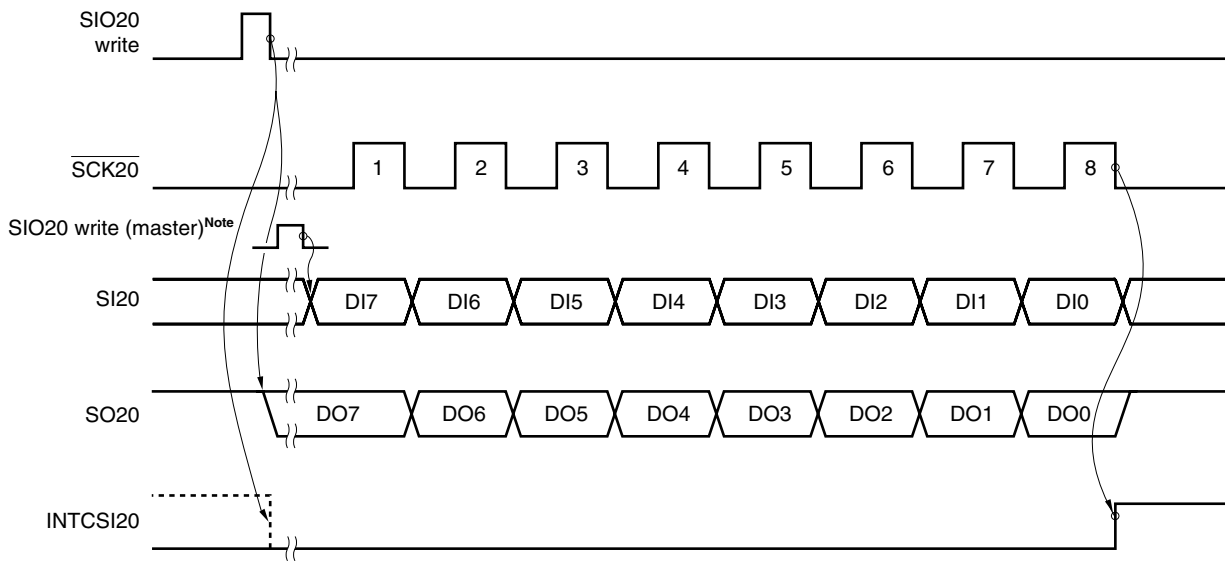 SIO20
write
SCK20
1 2 3 4 5 6 7 8
SIO20 write (master)Note
SI20
DI7 DI6 DI5 DI4 DI3 DI2 DI1 DI0
SO20
DO7 DO6 DO5 DO4 DO3 DO2 DO1 DO0
INTCSI20